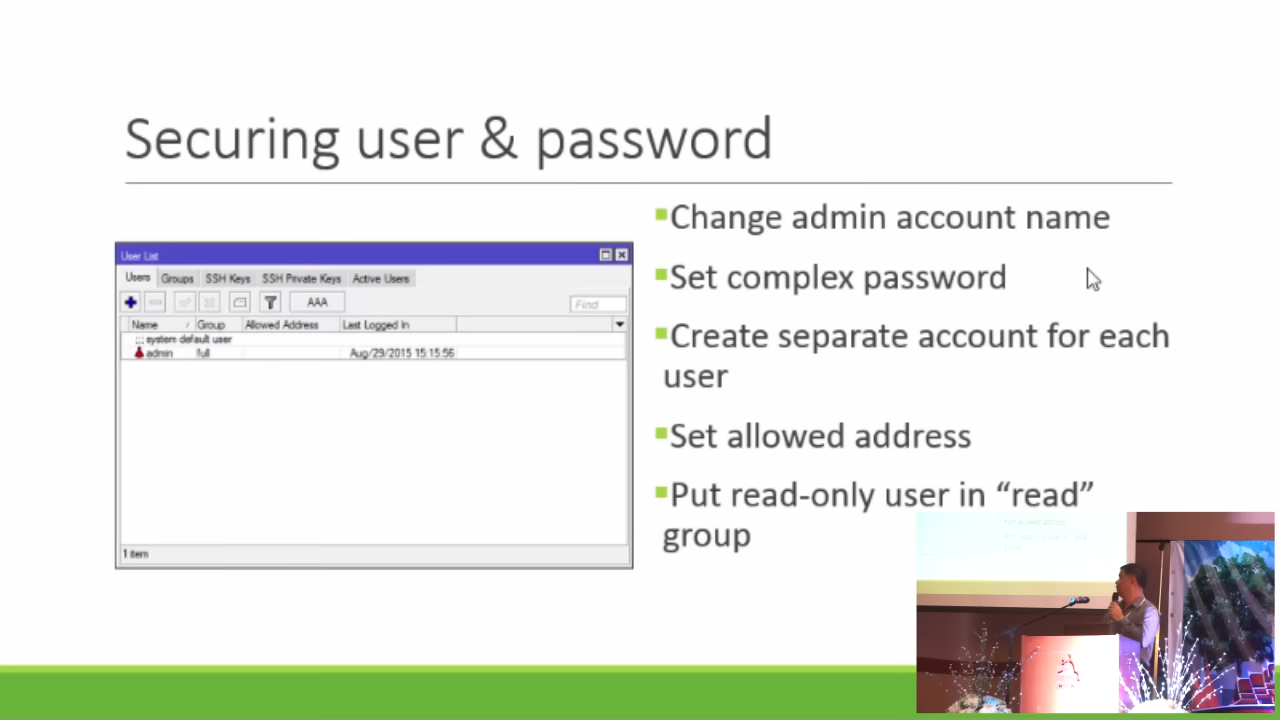 Securing user & password
User List
Users Groups SSH Keys SSH Private Keys Active Users
AAA
Find
Name Group Allowed Address Last Logged In
::: system default user
admin full Aug/29/2015 15:15:56
1 item
▪Change admin account name
▪Set complex password
▪Create separate account for each
user
▪Set allowed address
▪Put read-only user in “read”
group